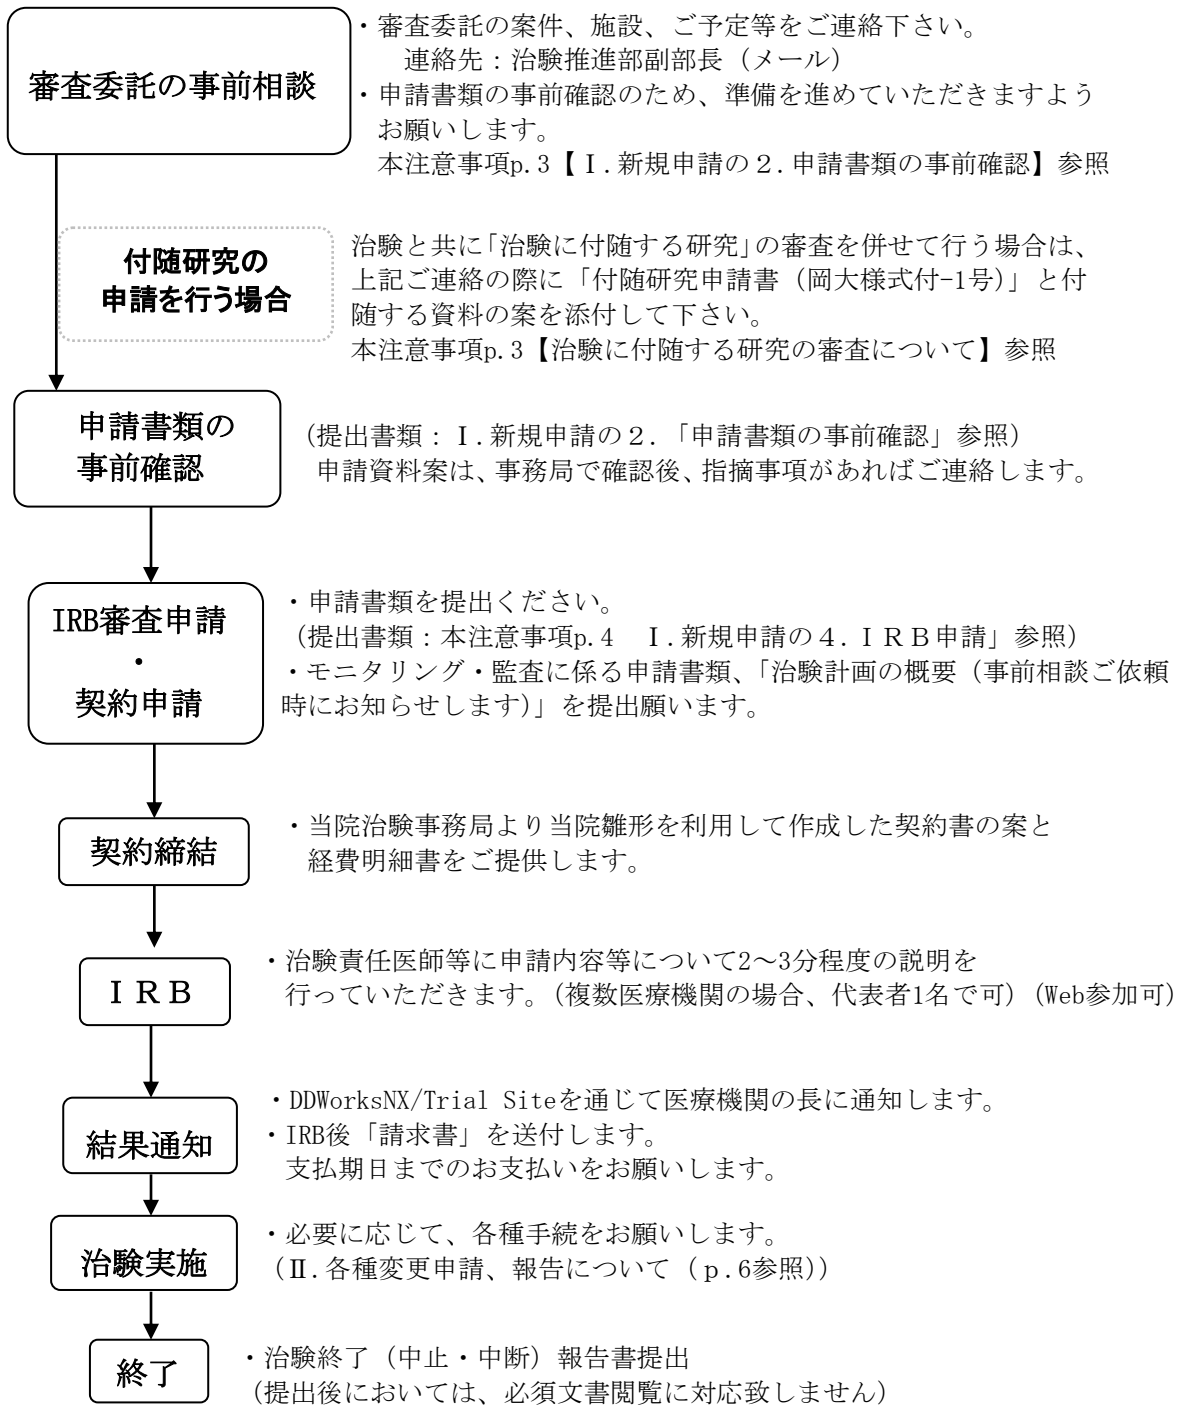 審査委託の事前相談
・審査委託の案件、施設、ご予定等をご連絡下さい。
連絡先：治験推進部副部長（メール）
・申請書類の事前確認のため、準備を進めていただきますよう
お願いします。
本注意事項p.3【Ⅰ.新規申請の２.申請書類の事前確認】参照
付随研究の
申請を行う場合
治験と共に「治験に付随する研究」の審査を併せて行う場合は、
上記ご連絡の際に「付随研究申請書（岡大様式付-1号）」と付
随する資料の案を添付して下さい。
本注意事項p.3【治験に付随する研究の審査について】参照
申請書類の
事前確認
（提出書類：Ⅰ.新規申請の２.「申請書類の事前確認」参照）
申請資料案は、事務局で確認後、指摘事項があればご連絡します。
IRB審査申請
・
契約申請
・申請書類を提出ください。
（提出書類：本注意事項p.4　Ⅰ.新規申請の４.ＩＲＢ申請」参照）
・モニタリング・監査に係る申請書類、「治験計画の概要（事前相談ご依頼
時にお知らせします）」を提出願います。
契約締結
・当院治験事務局より当院雛形を利用して作成した契約書の案と
経費明細書をご提供します。
ＩＲＢ
・治験責任医師等に申請内容等について2～3分程度の説明を
行っていただきます。（複数医療機関の場合、代表者1名で可）（Web参加可）
結果通知
・DDWorksNX/Trial Siteを通じて医療機関の長に通知します。
・IRB後「請求書」を送付します。
支払期日までのお支払いをお願いします。
治験実施
・必要に応じて、各種手続をお願いします。
（Ⅱ.各種変更申請、報告について（ｐ.6参照））
終了
・治験終了（中止・中断）報告書提出
（提出後においては、必須文書閲覧に対応致しません）